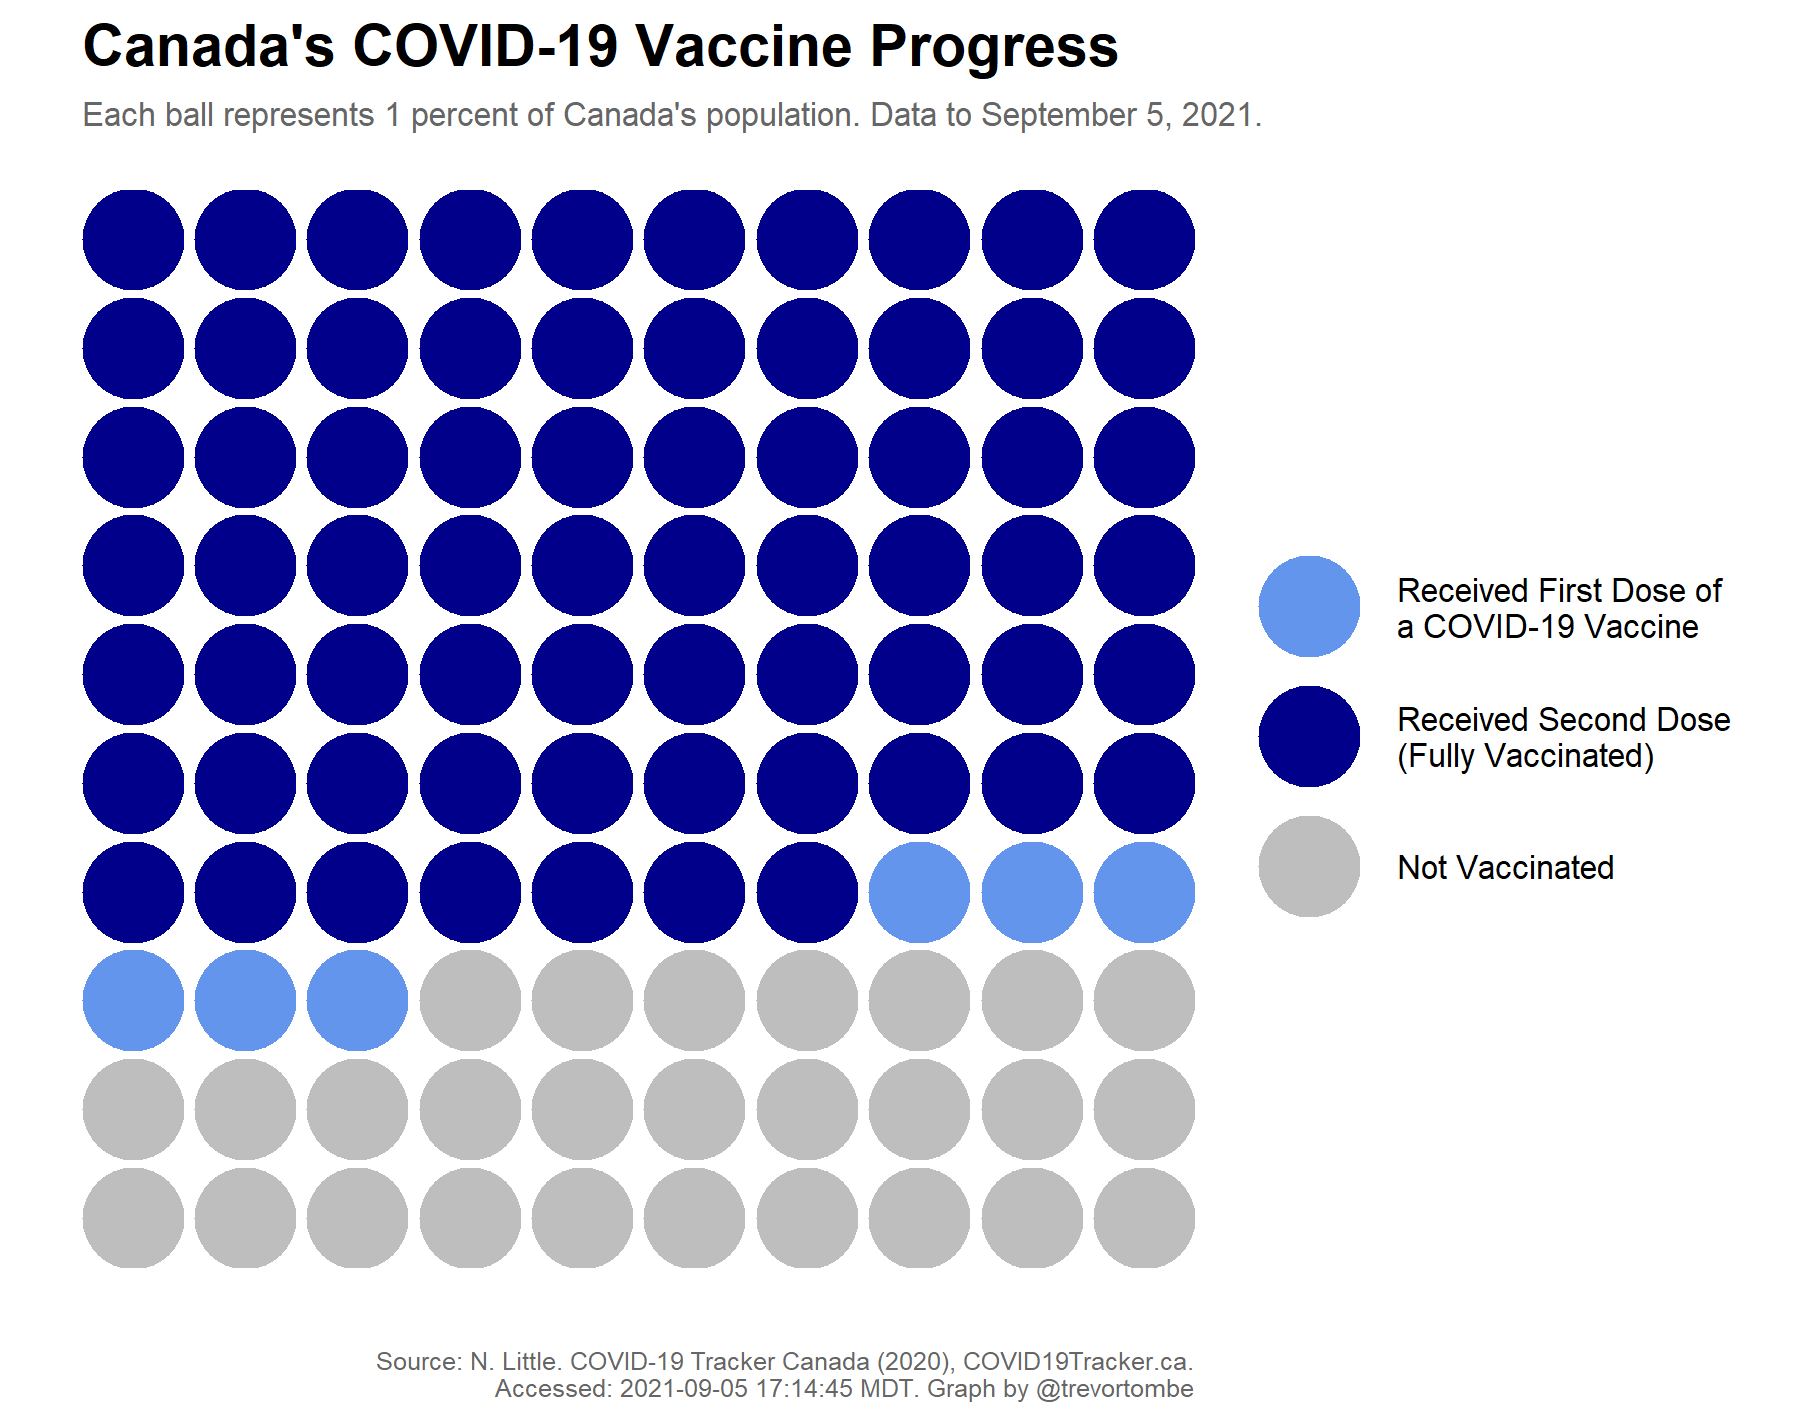 Canada's COVID-19 Vaccine Progress
Each ball represents 1 percent of Canada's population. Data to September 5, 2021.
Received First Dose of
a COVID-19 Vaccine
Received Second Dose
(Fully Vaccinated)
Not Vaccinated
Source: N. Little. COVID-19 Tracker Canada (2020), COVID19Tracker.ca.
Accessed: 2021-09-05 17:14:45 MDT. Graph by @trevortombe